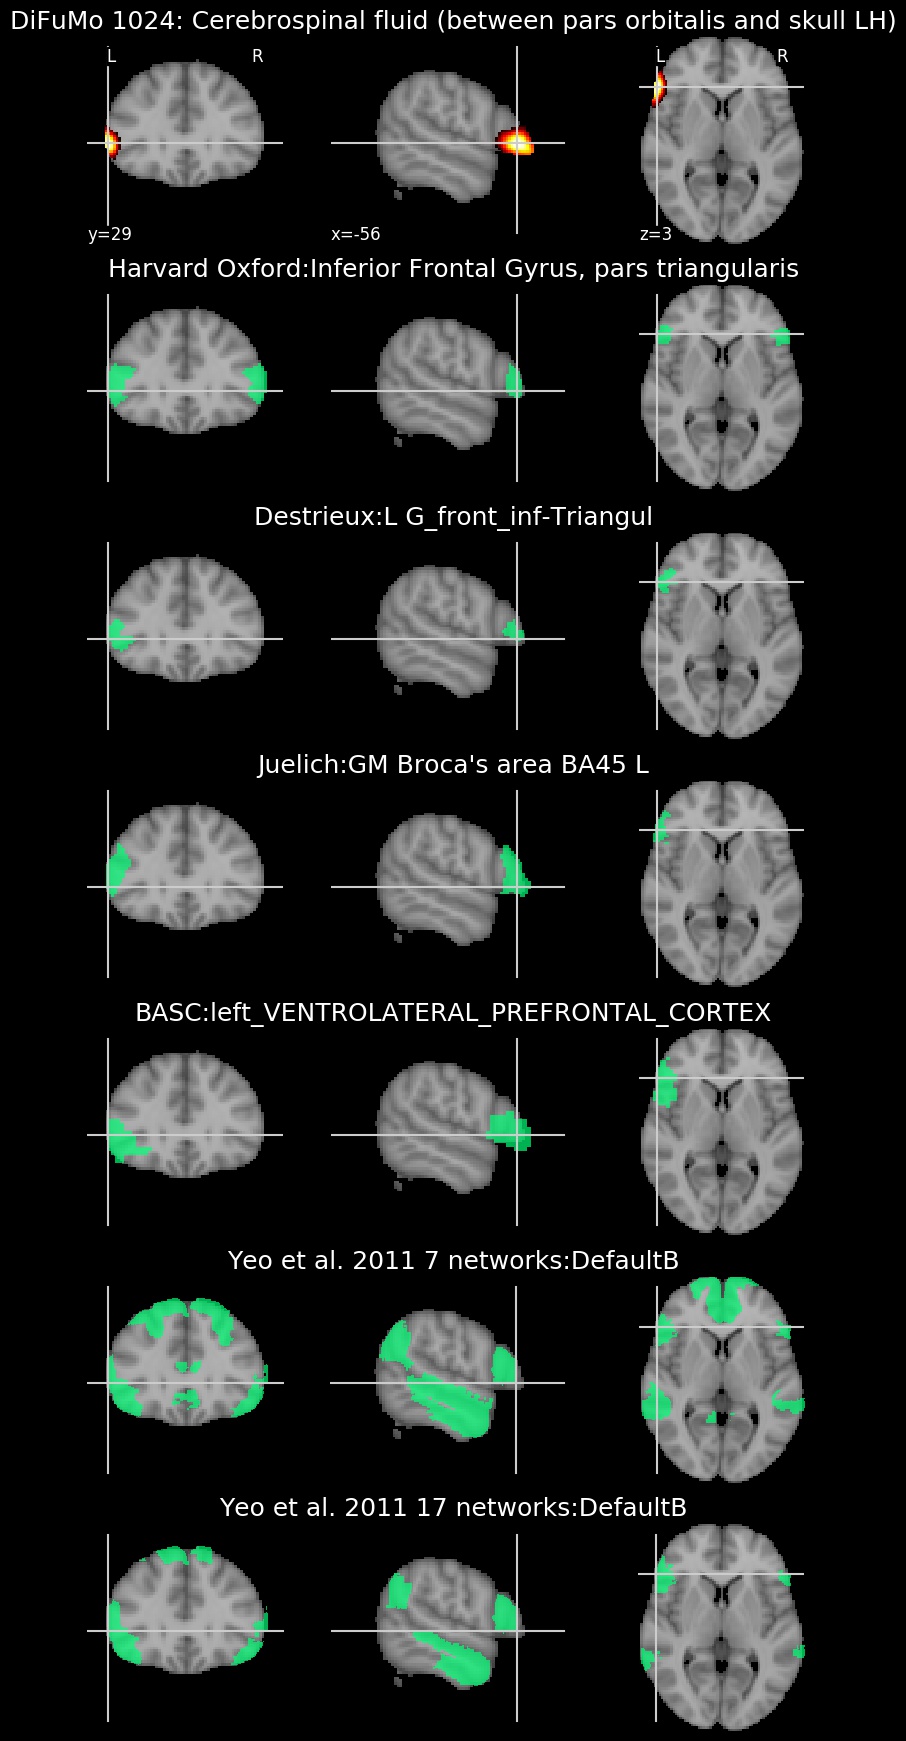 DiFuMo 1024: Cerebrospinal fluid (between pars orbitalis and skull LH)
L R L R
y=29 x=-56 z=3
Harvard Oxford:Inferior Frontal Gyrus, pars triangularis
Destrieux:L G_front_inf-Triangul
Juelich:GM Broca's area BA45 L
BASC:left_VENTROLATERAL_PREFRONTAL_CORTEX
Yeo et al. 2011 7 networks:DefaultB
Yeo et al. 2011 17 networks:DefaultB